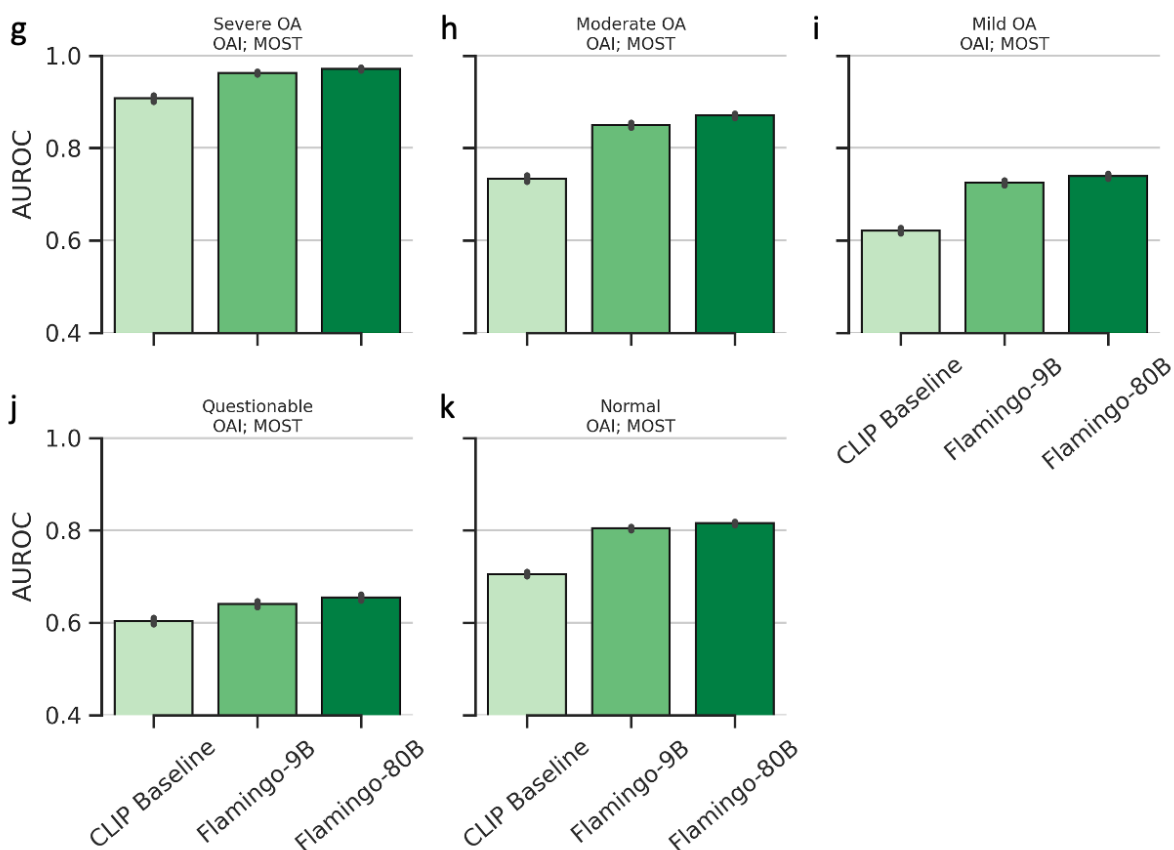 g
Severe OA
OAI; MOST
h
Moderate OA
OAI; MOST
i
Mild OA
OAI; MOST
1.0
0.8
0.6
0.4
AUROC
CLIP Baseline
Flamingo-9B
Flamingo-80B
j
Questionable
OAI; MOST
k
Normal
OAI; MOST
1.0
0.8
0.6
0.4
AUROC
CLIP Baseline
Flamingo-9B
Flamingo-80B
CLIP Baseline
Flamingo-9B
Flamingo-80B